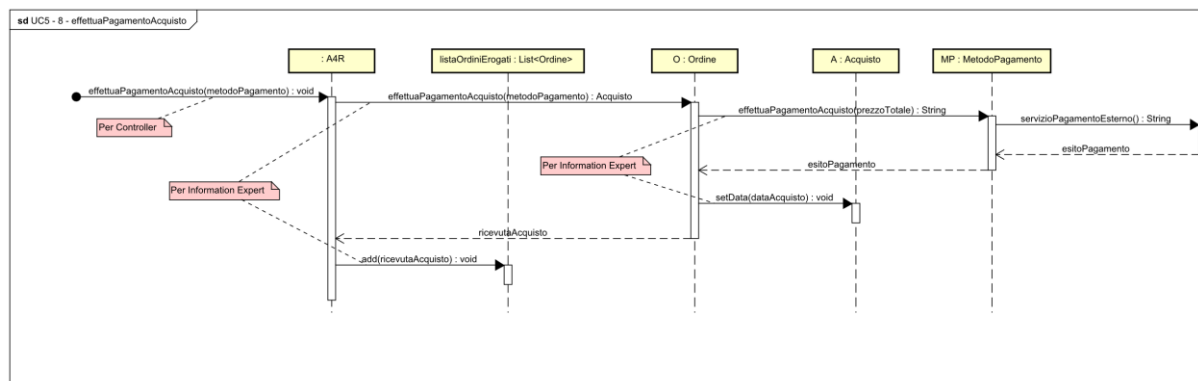 sd UC5 - 8 - effettuaPagamentoAcquisto
: A4R
listaOrdiniErogati : List<Ordine>
O : Ordine
A : Acquisto
MP : MetodoPagamento
effettuaPagamentoAcquisto(metodoPagamento) : void
effettuaPagamentoAcquisto(metodoPagamento) : Acquisto
effettuaPagamentoAcquisto(prezzoTotale) : String
servizioPagamentoEsterno() : String
Per Controller
esitoPagamento
Per Information Expert
esitoPagamento
Per Information Expert
setData(dataAcquisto) : void
ricevutaAcquisto
add(ricevutaAcquisto) : void